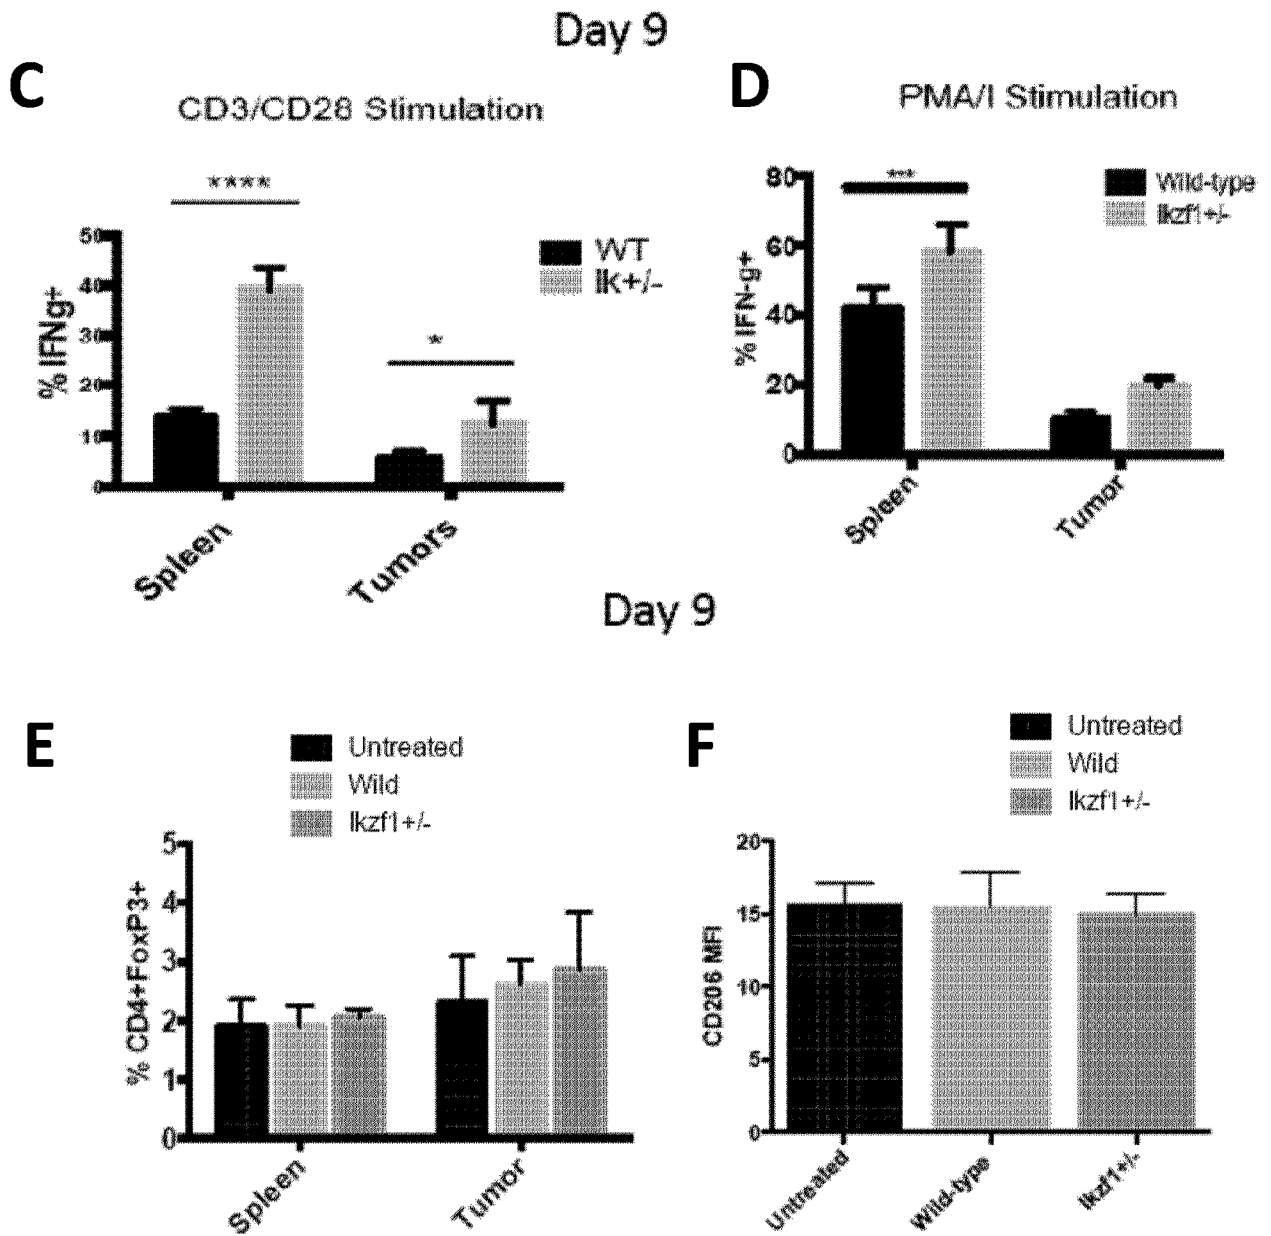 Day 9
C
CD3/CD28 Stimulation
****
*
% IFNg+
50
40
30
20
10
0
WT
Ik+/-
Spleen
Tumors
D
PMA/I Stimulation
***
% IFN-g+
80
60
40
20
0
Wild-type
Ikzf1+/-
Spleen
Tumor
Day 9
E
Untreated
Wild
Ikzf1+/-
% CD4+FoxP3+
5
4
3
2
1
0
Spleen
Tumor
F
Untreated
Wild
Ikzf1+/-
CD206 MFI
20
15
10
5
0
Untreated
Wild-type
Ikzf1+/-